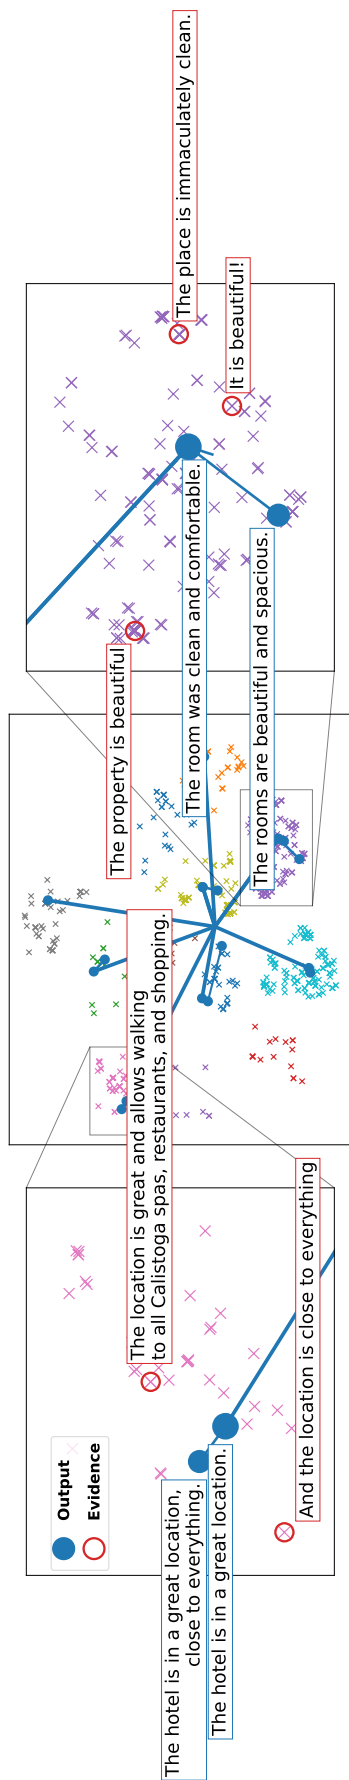 Output
Evidence
The hotel is in a great location,
close to everything.
The hotel is in a great location.
The location is great and allows walking
to all Calistoga spas, restaurants, and shopping.
And the location is close to everything
The property is beautiful
The room was clean and comfortable.
The rooms are beautiful and spacious.
The place is immaculately clean.
It is beautiful!